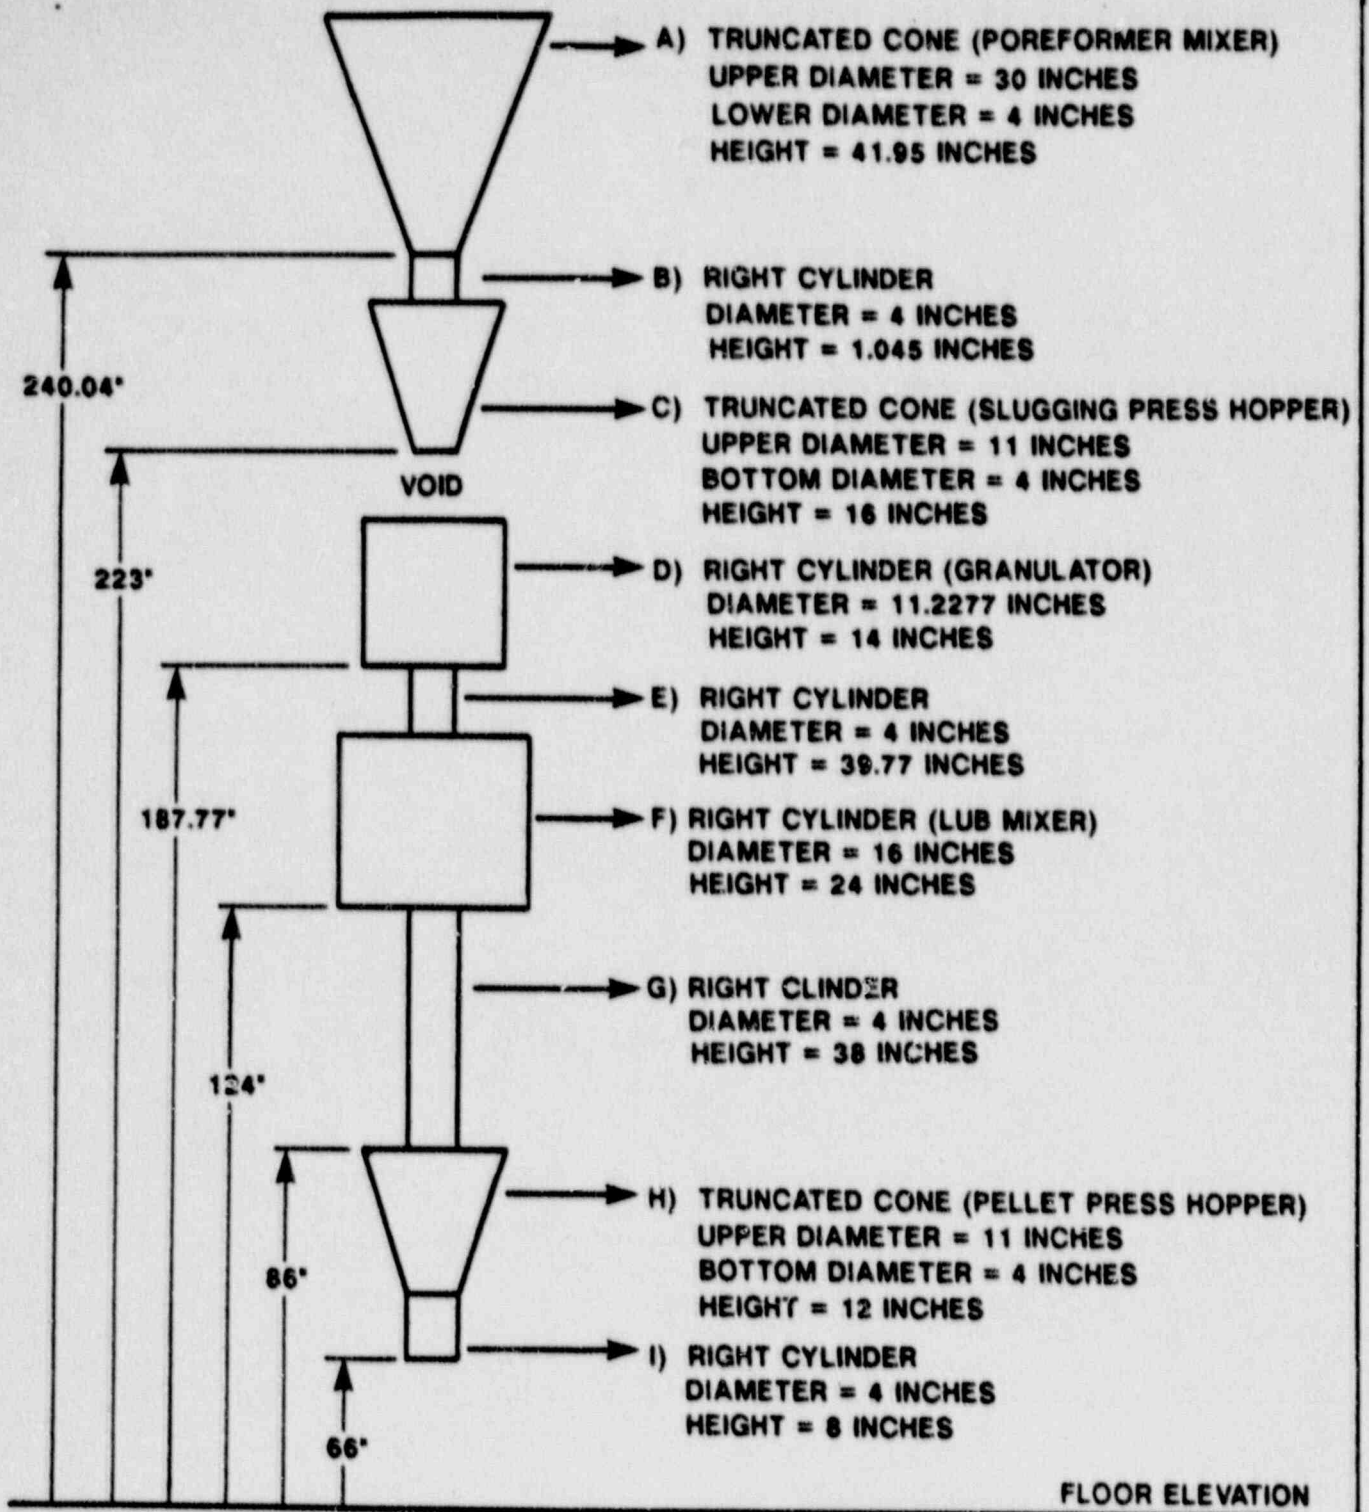 A) TRUNCATED CONE (POREFORMER MIXER)
UPPER DIAMETER = 30 INCHES
LOWER DIAMETER = 4 INCHES
HEIGHT = 41.95 INCHES
B) RIGHT CYLINDER
DIAMETER = 4 INCHES
HEIGHT = 1.045 INCHES
240.04"
C) TRUNCATED CONE (SLUGGING PRESS HOPPER)
UPPER DIAMETER = 11 INCHES
BOTTOM DIAMETER = 4 INCHES
HEIGHT = 16 INCHES
VOID
223"
D) RIGHT CYLINDER (GRANULATOR)
DIAMETER = 11.2277 INCHES
HEIGHT = 14 INCHES
E) RIGHT CYLINDER
DIAMETER = 4 INCHES
HEIGHT = 39.77 INCHES
187.77"
F) RIGHT CYLINDER (LUB MIXER)
DIAMETER = 16 INCHES
HEIGHT = 24 INCHES
G) RIGHT CLINDER
DIAMETER = 4 INCHES
HEIGHT = 38 INCHES
124"
H) TRUNCATED CONE (PELLET PRESS HOPPER)
UPPER DIAMETER = 11 INCHES
BOTTOM DIAMETER = 4 INCHES
HEIGHT = 12 INCHES
86"
I) RIGHT CYLINDER
DIAMETER = 4 INCHES
HEIGHT = 8 INCHES
66"
FLOOR ELEVATION